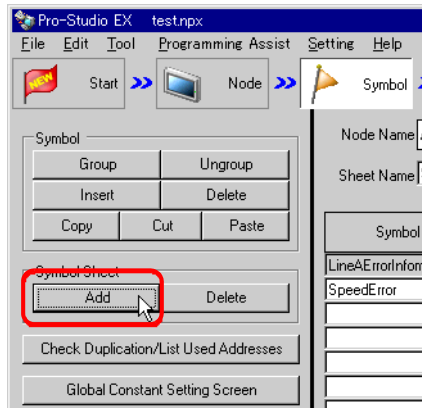 Pro-Studio EX test.npx
File Edit Tool Programming Assist Setting Help
NEW Start Node Symbol
Symbol
Group Ungroup
Insert Delete
Copy Cut Paste
Symbol Sheet
Add Delete
Check Duplication/List Used Addresses
Global Constant Setting Screen
Node Name
Sheet Name
Symbol
LineAErrorInform
SpeedError